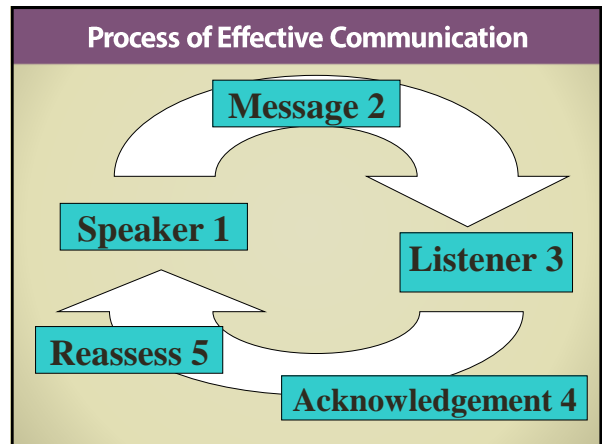 Process of Effective Communication
Message 2
Speaker 1
Listener 3
Reassess 5
Acknowledgement 4